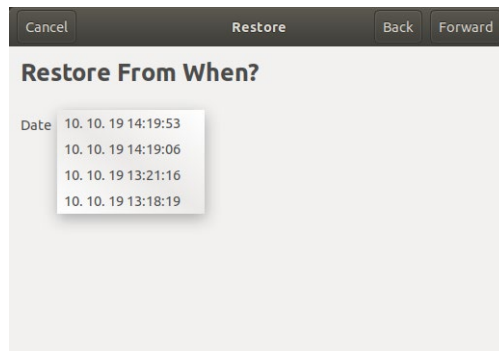 Cancel Restore Back Forward
Restore From When?
Date 10. 10. 19 14:19:53
10. 10. 19 14:19:06
10. 10. 19 13:21:16
10. 10. 19 13:18:19